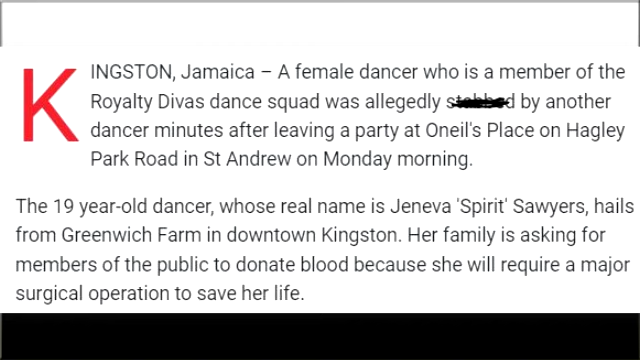 KINGSTON, Jamaica – A female dancer who is a member of the
Royalty Divas dance squad was allegedly stabbed by another
dancer minutes after leaving a party at Oneil's Place on Hagley
Park Road in St Andrew on Monday morning.
The 19 year-old dancer, whose real name is Jeneva 'Spirit' Sawyers, hails
from Greenwich Farm in downtown Kingston. Her family is asking for
members of the public to donate blood because she will require a major
surgical operation to save her life.